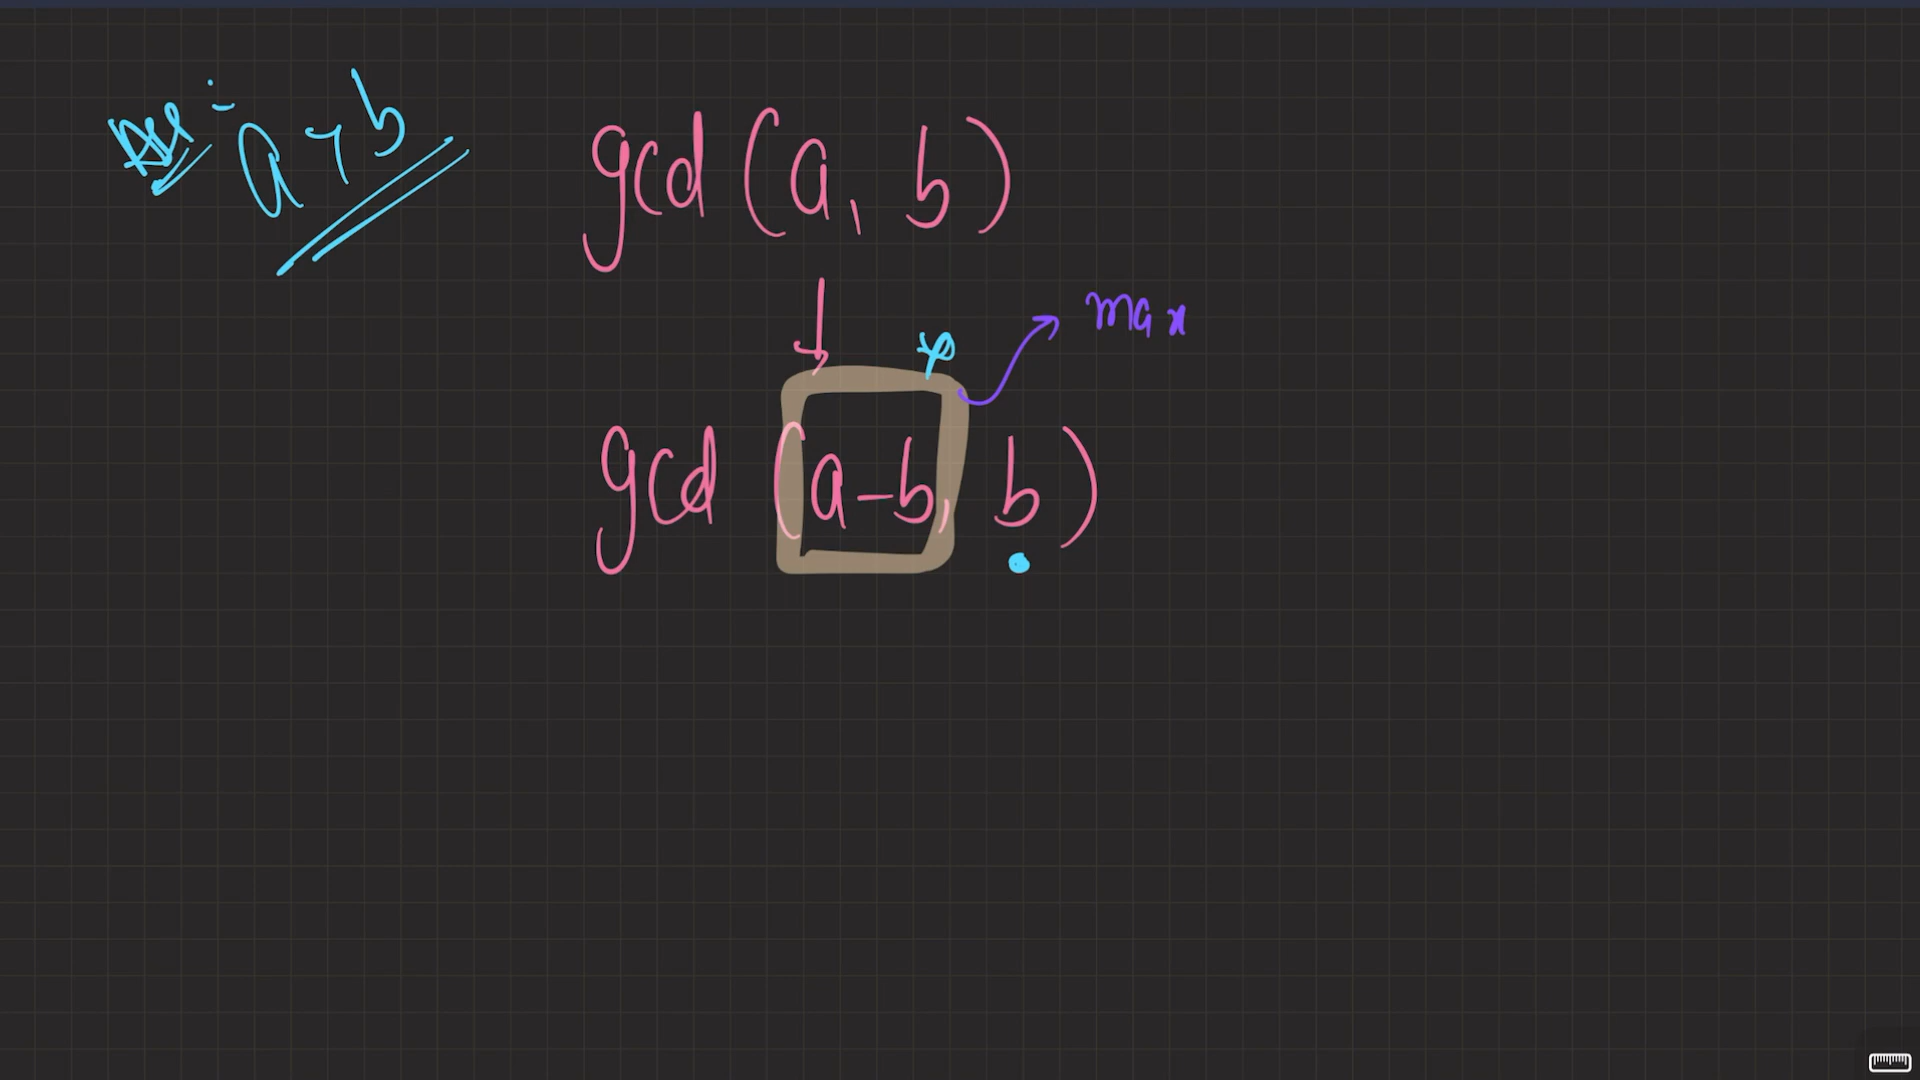 a > b
gcd (a, b)
max
gcd (a-b, b)